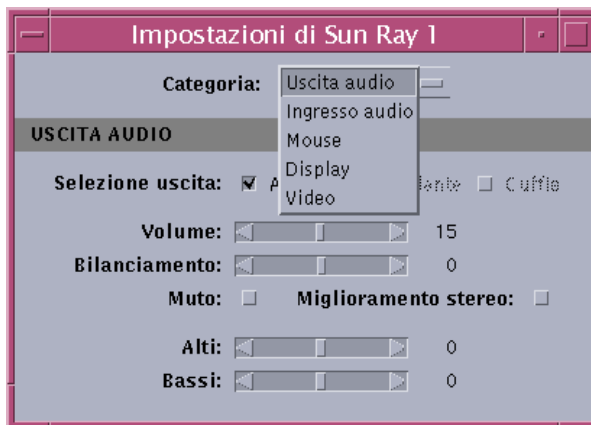 Impostazioni di Sun Ray 1
Categoria: Uscita audio
Ingresso audio
Mouse
Display
Video
USCITA AUDIO
Selezione uscita: A Cuffie
Volume: 15
Bilanciamento: 0
Muto: Miglioramento stereo:
Alti: 0
Bassi: 0